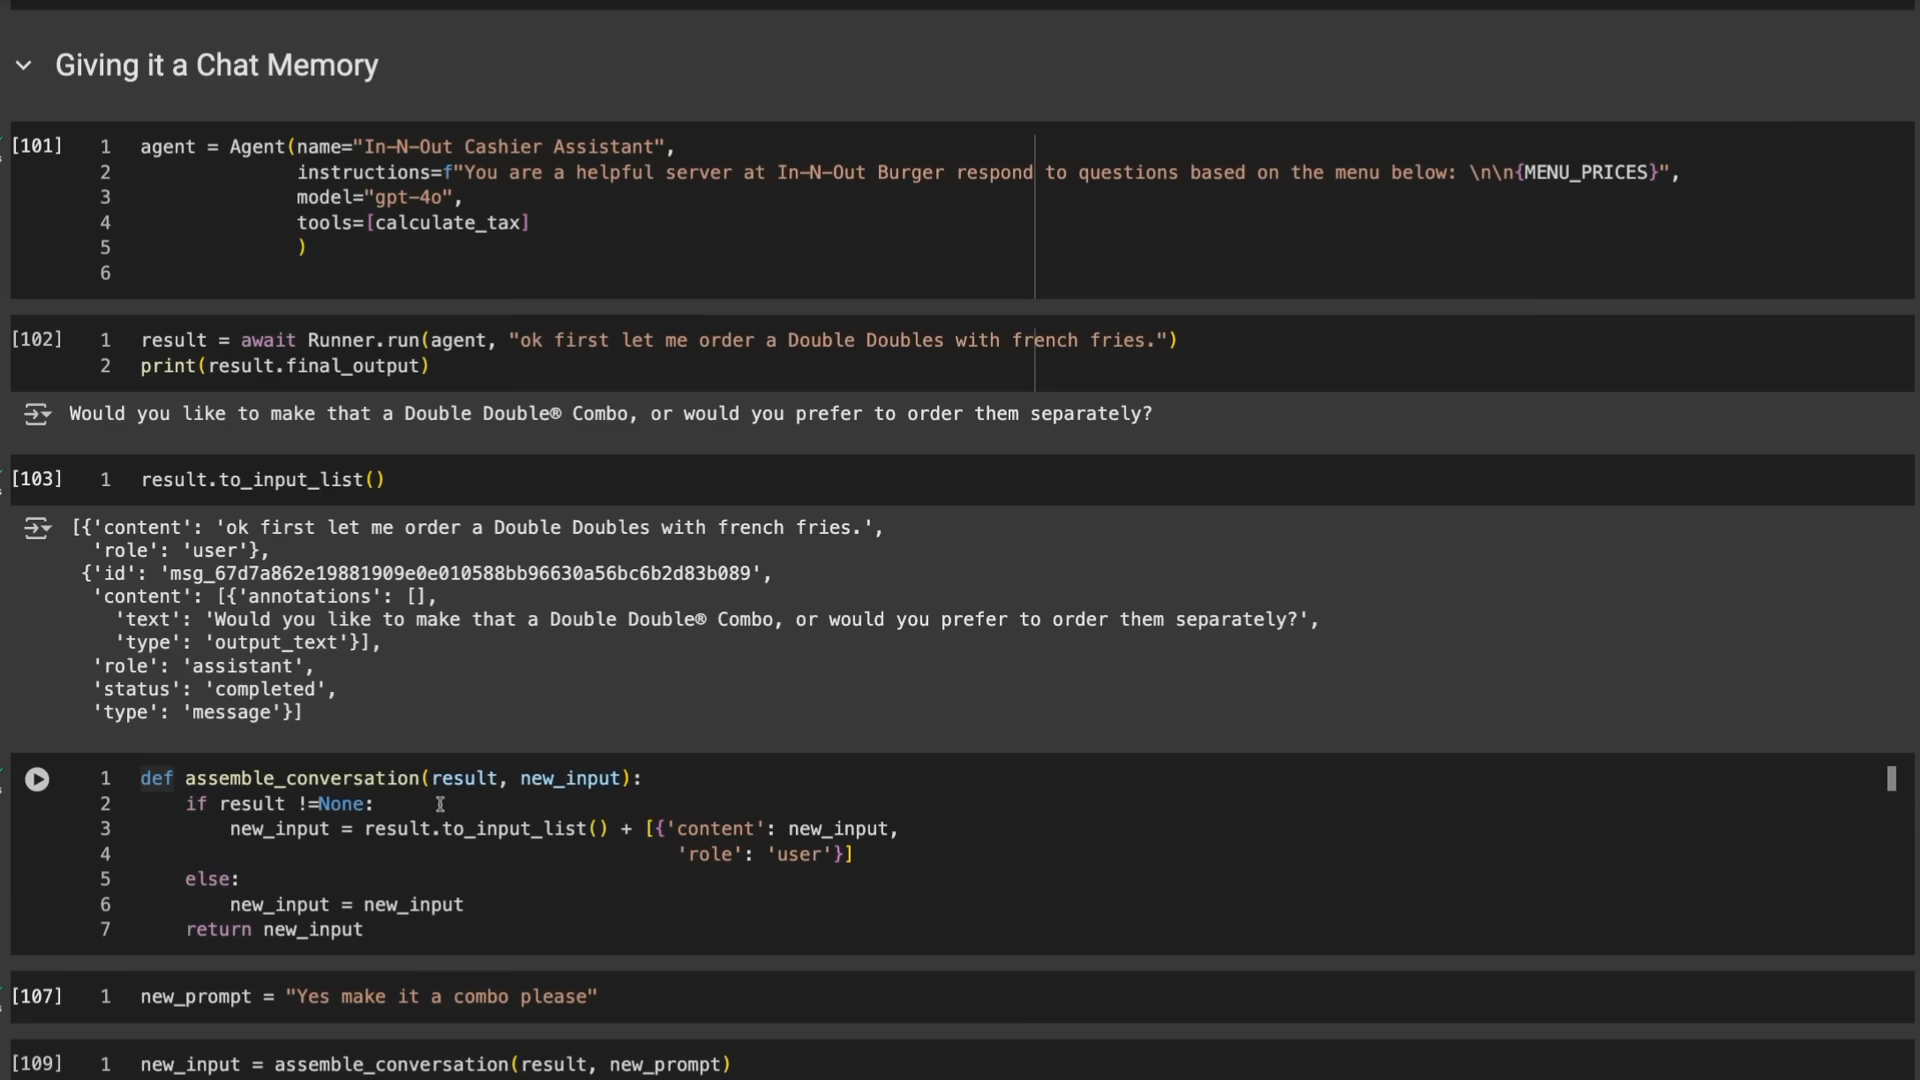 Giving it a Chat Memory
[101] 1 agent = Agent(name="In-N-Out Cashier Assistant",
2 instructions=f"You are a helpful server at In-N-Out Burger respond to questions based on the menu below: \n\n{MENU_PRICES}",
3 model="gpt-4o",
4 tools=[calculate_tax]
5 )
6
[102] 1 result = await Runner.run(agent, "ok first let me order a Double Doubles with french fries.")
2 print(result.final_output)
Would you like to make that a Double Double® Combo, or would you prefer to order them separately?
[103] 1 result.to_input_list()
[{'content': 'ok first let me order a Double Doubles with french fries.',
'role': 'user'},
{'id': 'msg_67d7a862e19881909e0e010588bb96630a56bc6b2d83b089',
'content': [{'annotations': [],
'text': 'Would you like to make that a Double Double® Combo, or would you prefer to order them separately?',
'type': 'output_text'}],
'role': 'assistant',
'status': 'completed',
'type': 'message'}]
1 def assemble_conversation(result, new_input):
2 if result !=None:
3 new_input = result.to_input_list() + [{'content': new_input,
4 'role': 'user'}]
5 else:
6 new_input = new_input
7 return new_input
[107] 1 new_prompt = "Yes make it a combo please"
[109] 1 new_input = assemble_conversation(result, new_prompt)